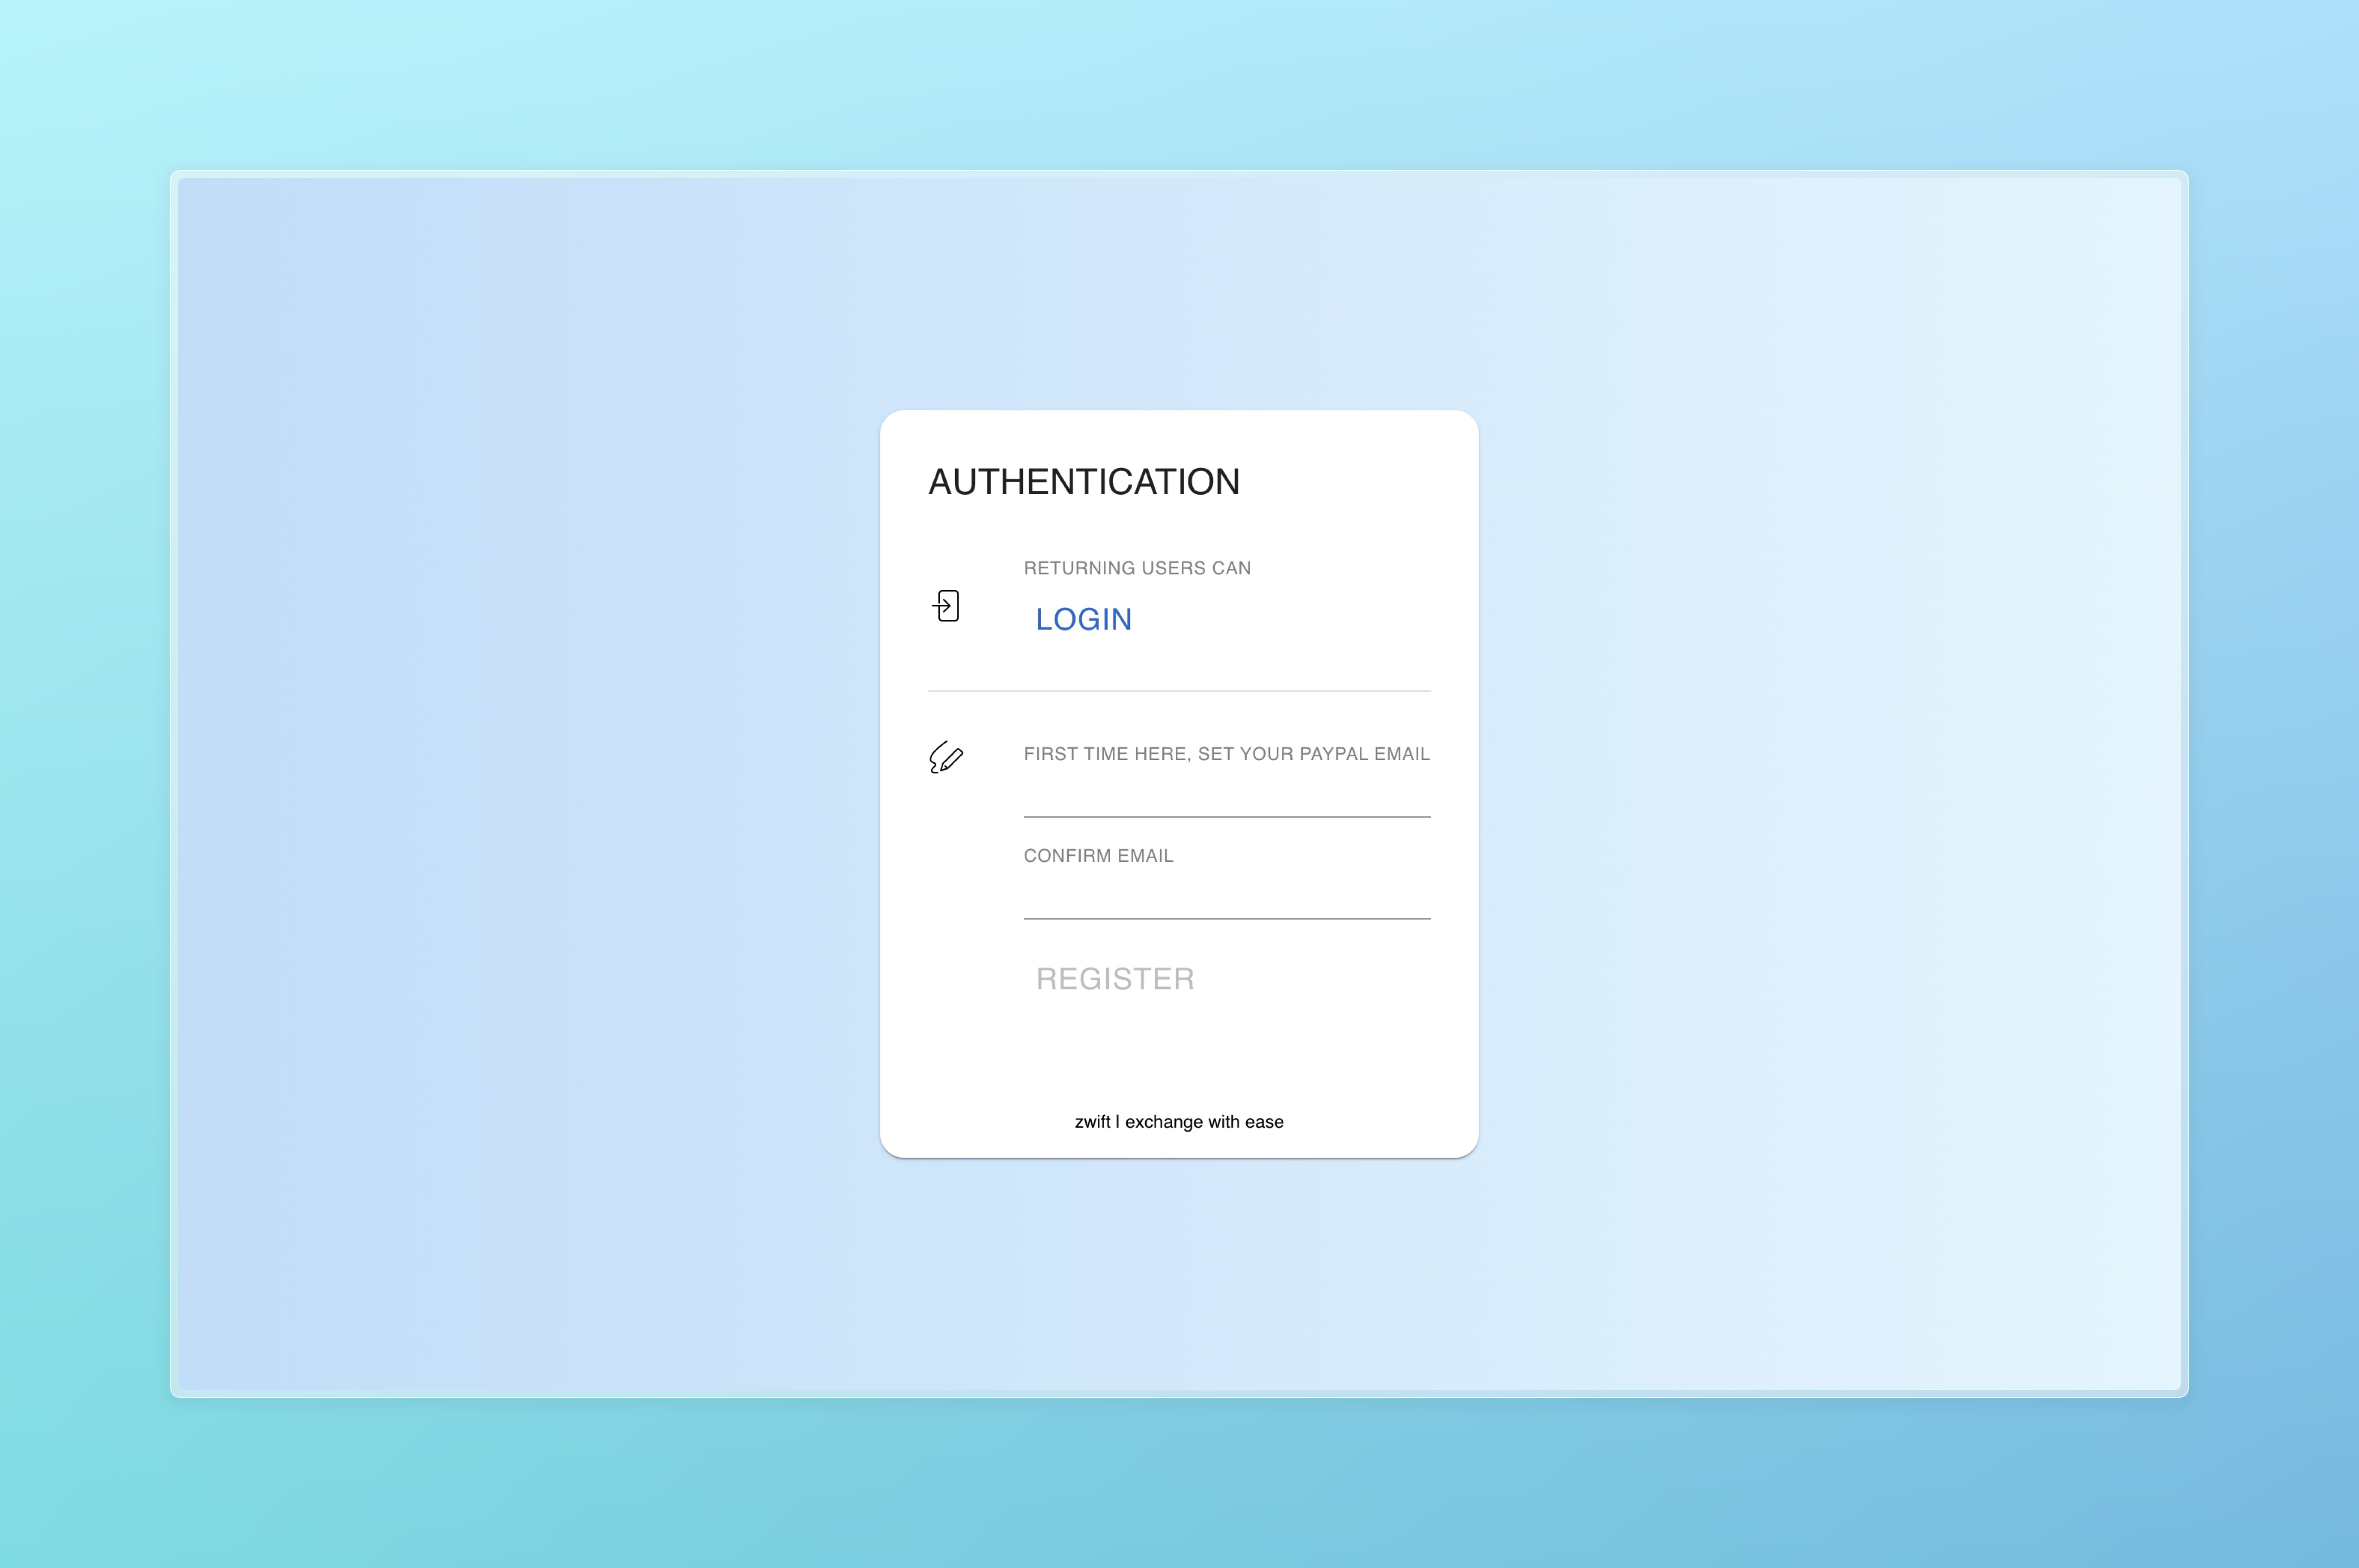 AUTHENTICATION
RETURNING USERS CAN
LOGIN
FIRST TIME HERE, SET YOUR PAYPAL EMAIL
CONFIRM EMAIL
REGISTER
zwift | exchange with ease